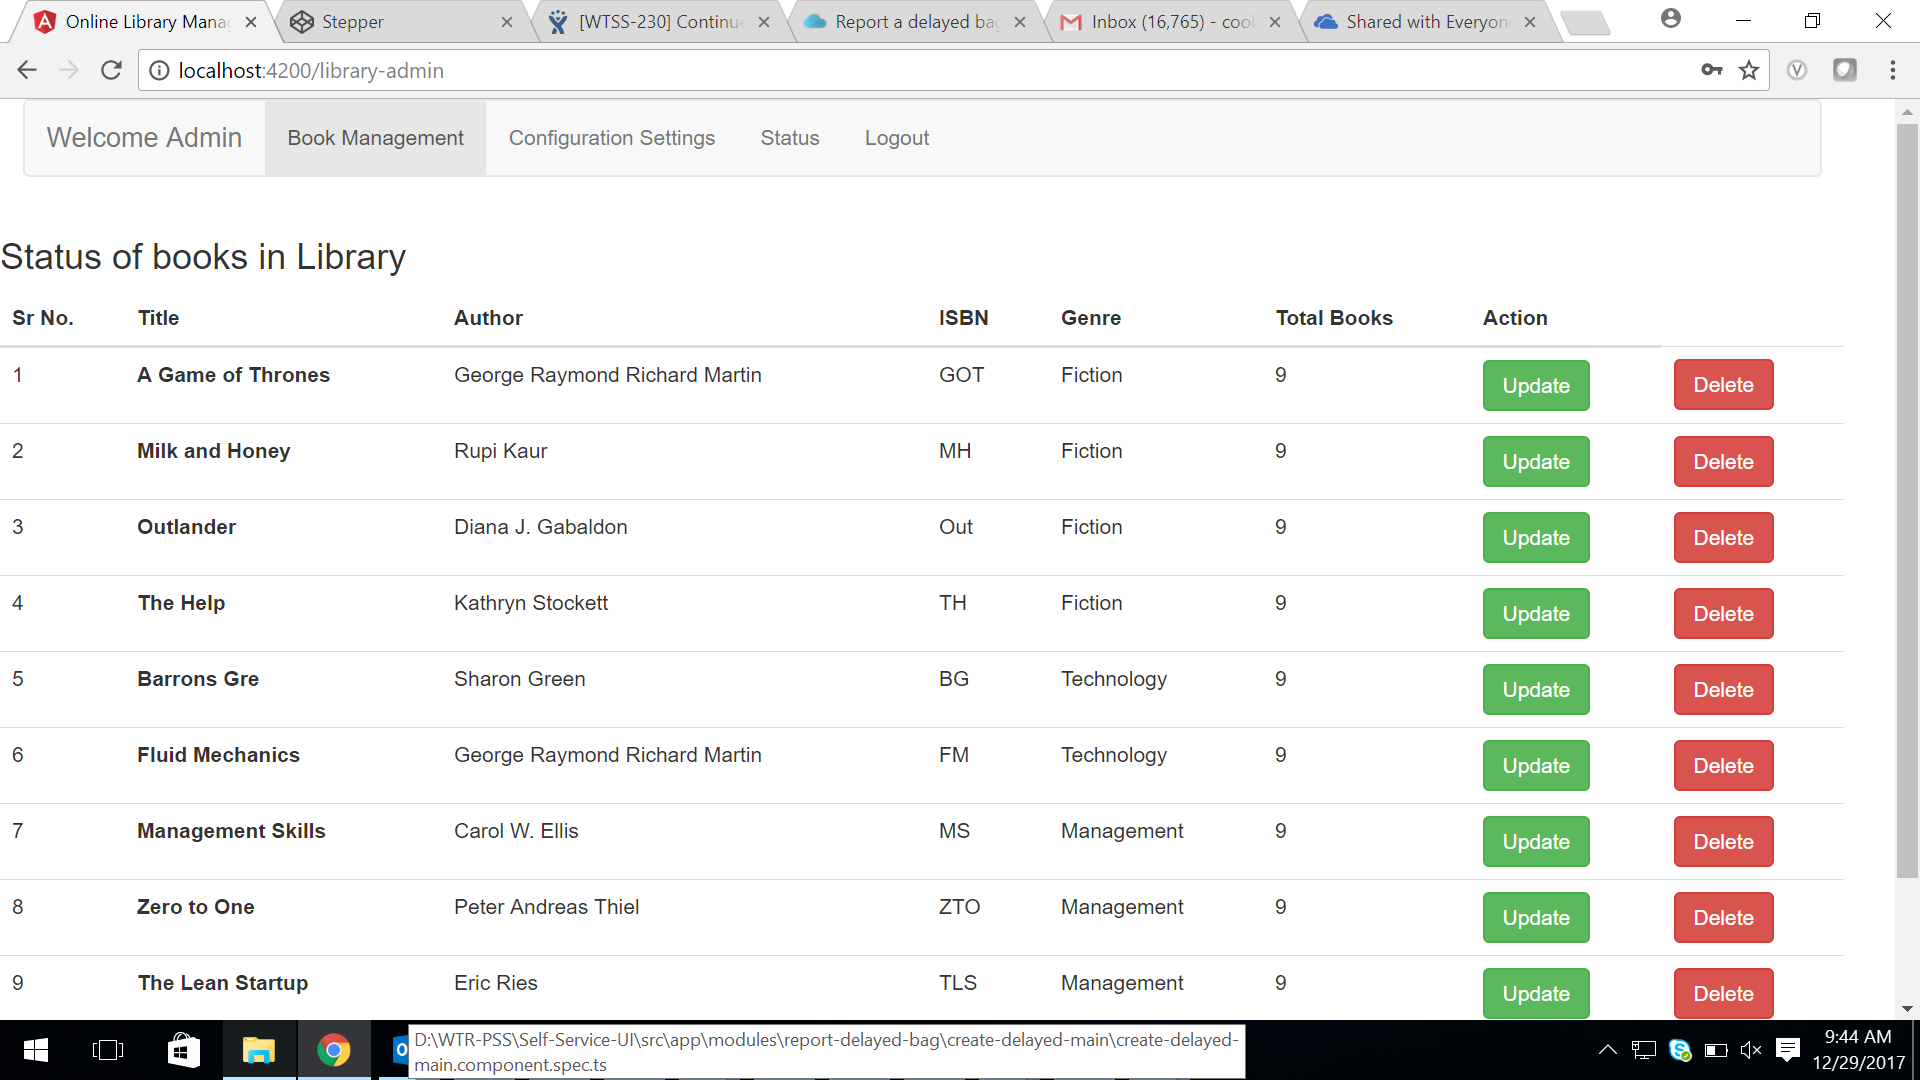 Online Library Mana
Stepper
[WTSS-230] Continue
Report a delayed bag
Inbox (16,765) - cool
Shared with Everyon
localhost:4200/library-admin
Welcome Admin
Book Management
Configuration Settings
Status
Logout
Status of books in Library
Sr No. Title Author ISBN Genre Total Books Action
1 A Game of Thrones George Raymond Richard Martin GOT Fiction 9 Update Delete
2 Milk and Honey Rupi Kaur MH Fiction 9 Update Delete
3 Outlander Diana J. Gabaldon Out Fiction 9 Update Delete
4 The Help Kathryn Stockett TH Fiction 9 Update Delete
5 Barrons Gre Sharon Green BG Technology 9 Update Delete
6 Fluid Mechanics George Raymond Richard Martin FM Technology 9 Update Delete
7 Management Skills Carol W. Ellis MS Management 9 Update Delete
8 Zero to One Peter Andreas Thiel ZTO Management 9 Update Delete
9 The Lean Startup Eric Ries TLS Management 9 Update Delete
D:\WTR-PSS\Self-Service-UI\src\app\modules\report-delayed-bag\create-delayed-main\create-delayed-
main.component.spec.ts
9:44 AM
12/29/2017